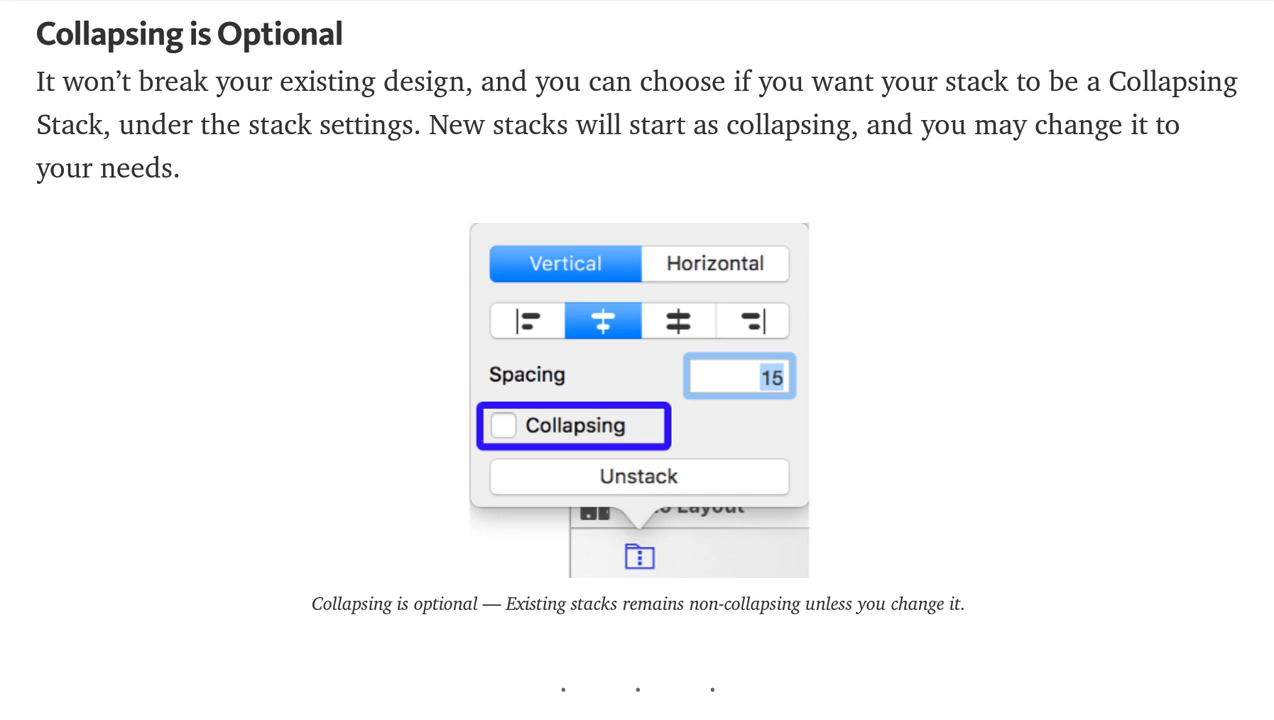 Collapsing is Optional
It won’t break your existing design, and you can choose if you want your stack to be a Collapsing
Stack, under the stack settings. New stacks will start as collapsing, and you may change it to
your needs.
Vertical Horizontal
Spacing 15
Collapsing
Unstack
Layout
Collapsing is optional — Existing stacks remains non-collapsing unless you change it.
. . .